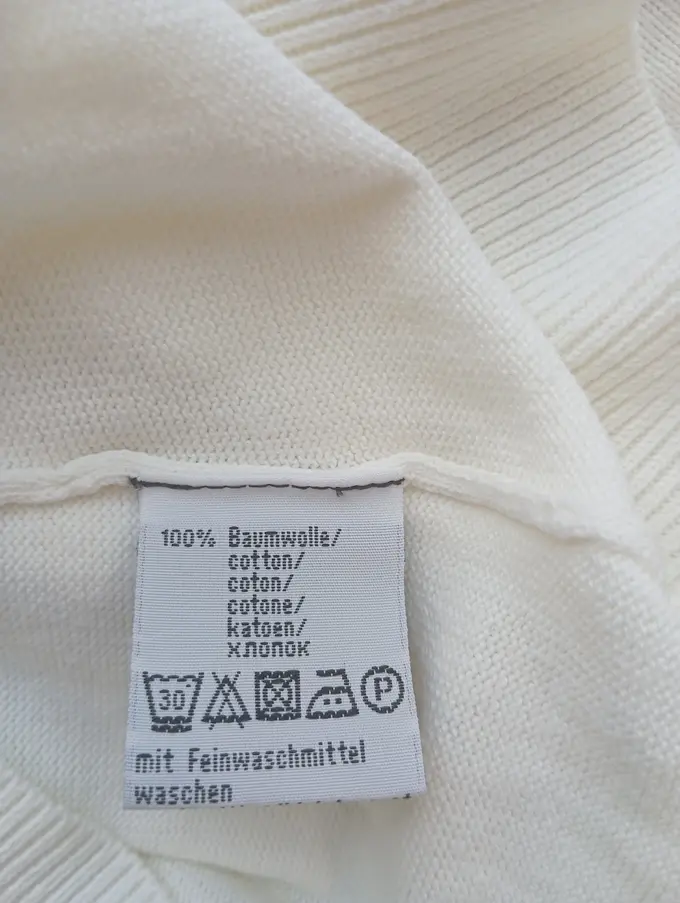 100% Baumwolle/
cotton/
coton/
cotone/
katoen/
хлопок
30 P
mit Feinwaschmittel
waschen